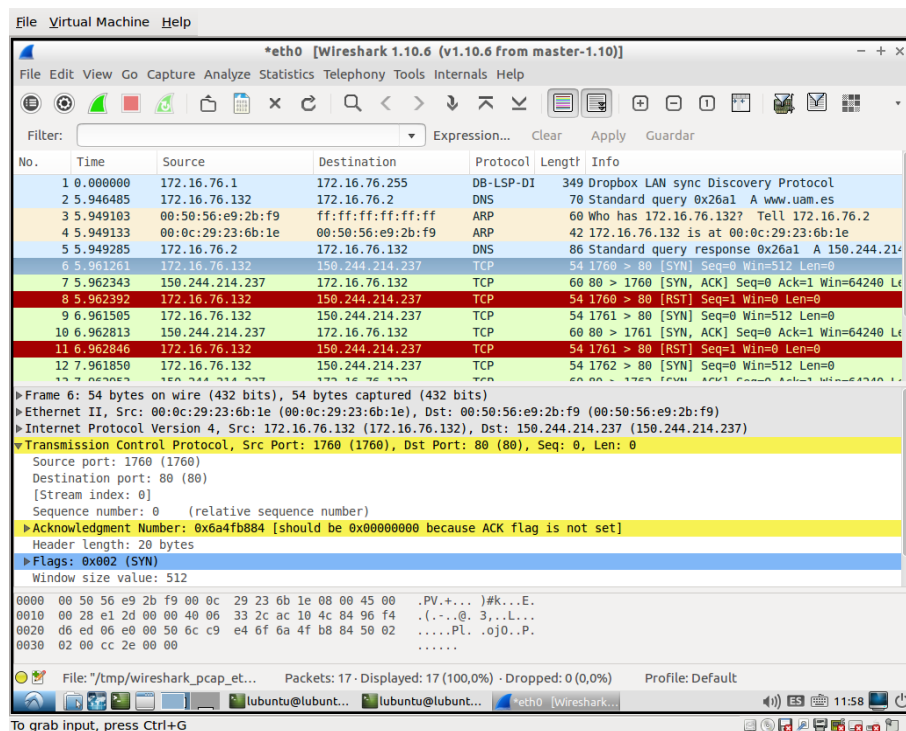 File Virtual Machine Help
*eth0 [Wireshark 1.10.6 (v1.10.6 from master-1.10)]
File Edit View Go Capture Analyze Statistics Telephony Tools Internals Help
Filter: Expression... Clear Apply Guardar
No. Time Source Destination Protocol Length Info
1 0.000000 172.16.76.1 172.16.76.255 DB-LSP-DI 349 Dropbox LAN sync Discovery Protocol
2 5.946485 172.16.76.132 172.16.76.2 DNS 70 Standard query 0x26a1 A www.uam.es
3 5.949103 00:50:56:e9:2b:f9 ff:ff:ff:ff:ff:ff ARP 60 Who has 172.16.76.132? Tell 172.16.76.2
4 5.949133 00:0c:29:23:6b:1e 00:50:56:e9:2b:f9 ARP 42 172.16.76.132 is at 00:0c:29:23:6b:1e
5 5.949285 172.16.76.2 172.16.76.132 DNS 86 Standard query response 0x26a1 A 150.244.214
6 5.961261 172.16.76.132 150.244.214.237 TCP 54 1760 > 80 [SYN] Seq=0 Win=512 Len=0
7 5.962343 150.244.214.237 172.16.76.132 TCP 60 80 > 1760 [SYN, ACK] Seq=0 Ack=1 Win=64240 Le
8 5.962392 172.16.76.132 150.244.214.237 TCP 54 1760 > 80 [RST] Seq=1 Win=0 Len=0
9 6.961505 172.16.76.132 150.244.214.237 TCP 54 1761 > 80 [SYN] Seq=0 Win=512 Len=0
10 6.962813 150.244.214.237 172.16.76.132 TCP 60 80 > 1761 [SYN, ACK] Seq=0 Ack=1 Win=64240 Le
11 6.962846 172.16.76.132 150.244.214.237 TCP 54 1761 > 80 [RST] Seq=1 Win=0 Len=0
12 7.961850 172.16.76.132 150.244.214.237 TCP 54 1762 > 80 [SYN] Seq=0 Win=512 Len=0
Frame 6: 54 bytes on wire (432 bits), 54 bytes captured (432 bits)
Ethernet II, Src: 00:0c:29:23:6b:1e (00:0c:29:23:6b:1e), Dst: 00:50:56:e9:2b:f9 (00:50:56:e9:2b:f9)
Internet Protocol Version 4, Src: 172.16.76.132 (172.16.76.132), Dst: 150.244.214.237 (150.244.214.237)
Transmission Control Protocol, Src Port: 1760 (1760), Dst Port: 80 (80), Seq: 0, Len: 0
Source port: 1760 (1760)
Destination port: 80 (80)
[Stream index: 0]
Sequence number: 0 (relative sequence number)
Acknowledgment Number: 0x6a4fb884 [should be 0x00000000 because ACK flag is not set]
Header length: 20 bytes
Flags: 0x002 (SYN)
Window size value: 512
0000 00 50 56 e9 2b f9 00 0c 29 23 6b 1e 08 00 45 00 .PV.+... )#k...E.
0010 00 28 e1 2d 00 00 40 06 33 2c ac 10 4c 84 96 f4 .(.-..@. 3,..L...
0020 d6 ed 06 e0 00 50 6c c9 e4 6f 6a 4f b8 84 50 02 .....Pl. .ojO..P.
0030 02 00 cc 2e 00 00 ......
File: "/tmp/wireshark_pcap_et... Packets: 17 · Displayed: 17 (100,0%) · Dropped: 0 (0,0%) Profile: Default
lubuntu@lubunt... lubuntu@lubunt... *eth0 [Wireshark... ES 11:58
To grab input, press Ctrl+G